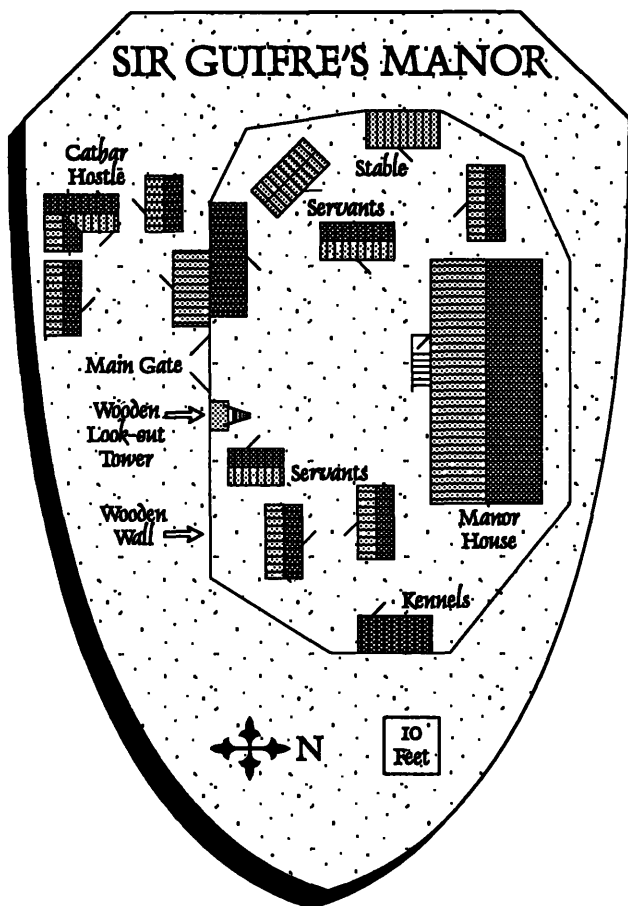 SIR GUIFRE'S MANOR
Cathar
Hostle
Stable
Servants
Main Gate
Wooden
Look-out
Tower
Servants
Wooden
Wall
Manor
House
Kennels
N
10
Feet